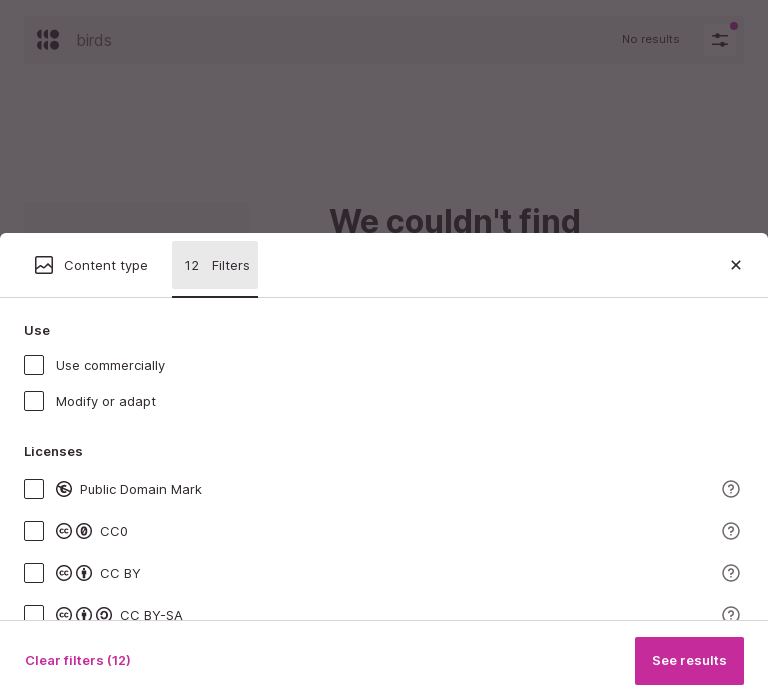 birds
No results
We couldn't find
Content type
12 Filters
Use
Use commercially
Modify or adapt
Licenses
Public Domain Mark
CC0
CC BY
CC BY-SA
Clear filters (12)
See results